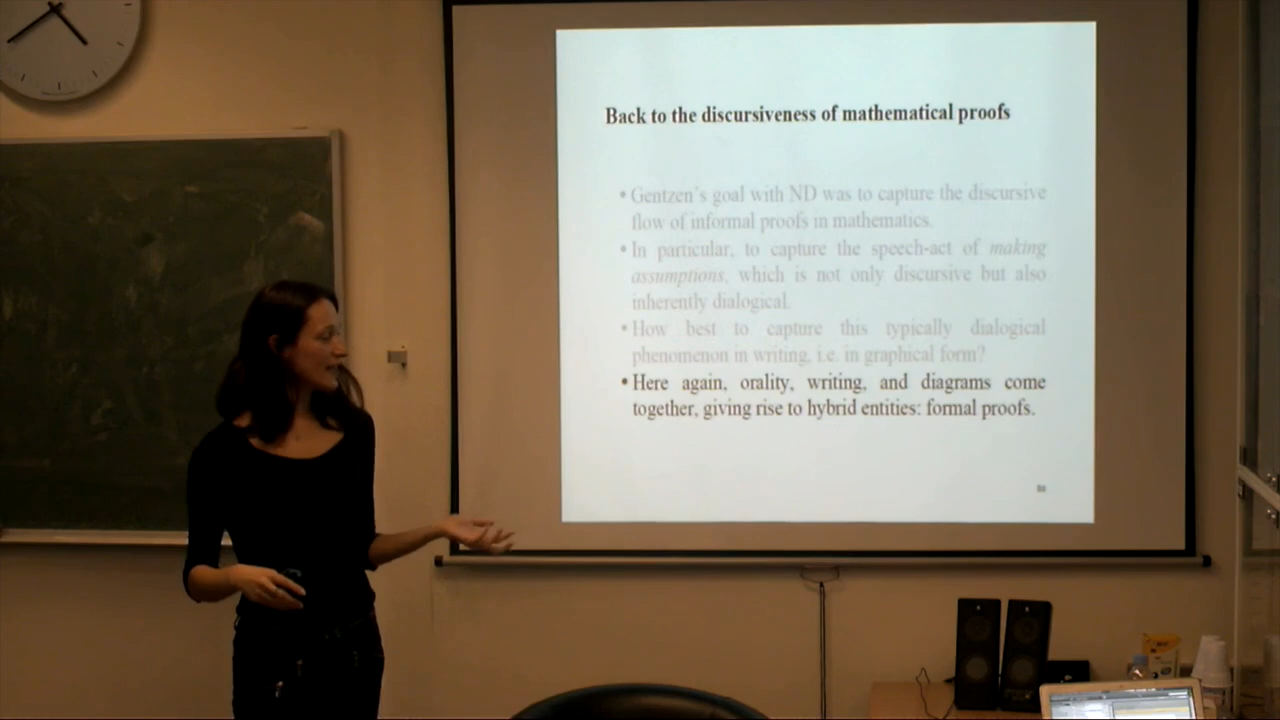 Back to the discursiveness of mathematical proofs
• Gentzen's goal with ND was to capture the discursive
flow of informal proofs in mathematics.
• In particular, to capture the speech-act of making
assumptions, which is not only discursive but also
inherently dialogical.
• How best to capture this typically dialogical
phenomenon in writing, i.e. in graphical form?
• Here again, orality, writing, and diagrams come
together, giving rise to hybrid entities: formal proofs.